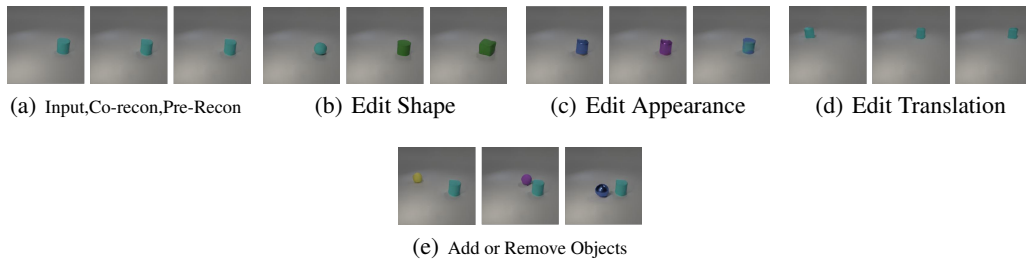 (a) Input,Co-recon,Pre-Recon
(b) Edit Shape
(c) Edit Appearance
(d) Edit Translation
(e) Add or Remove Objects